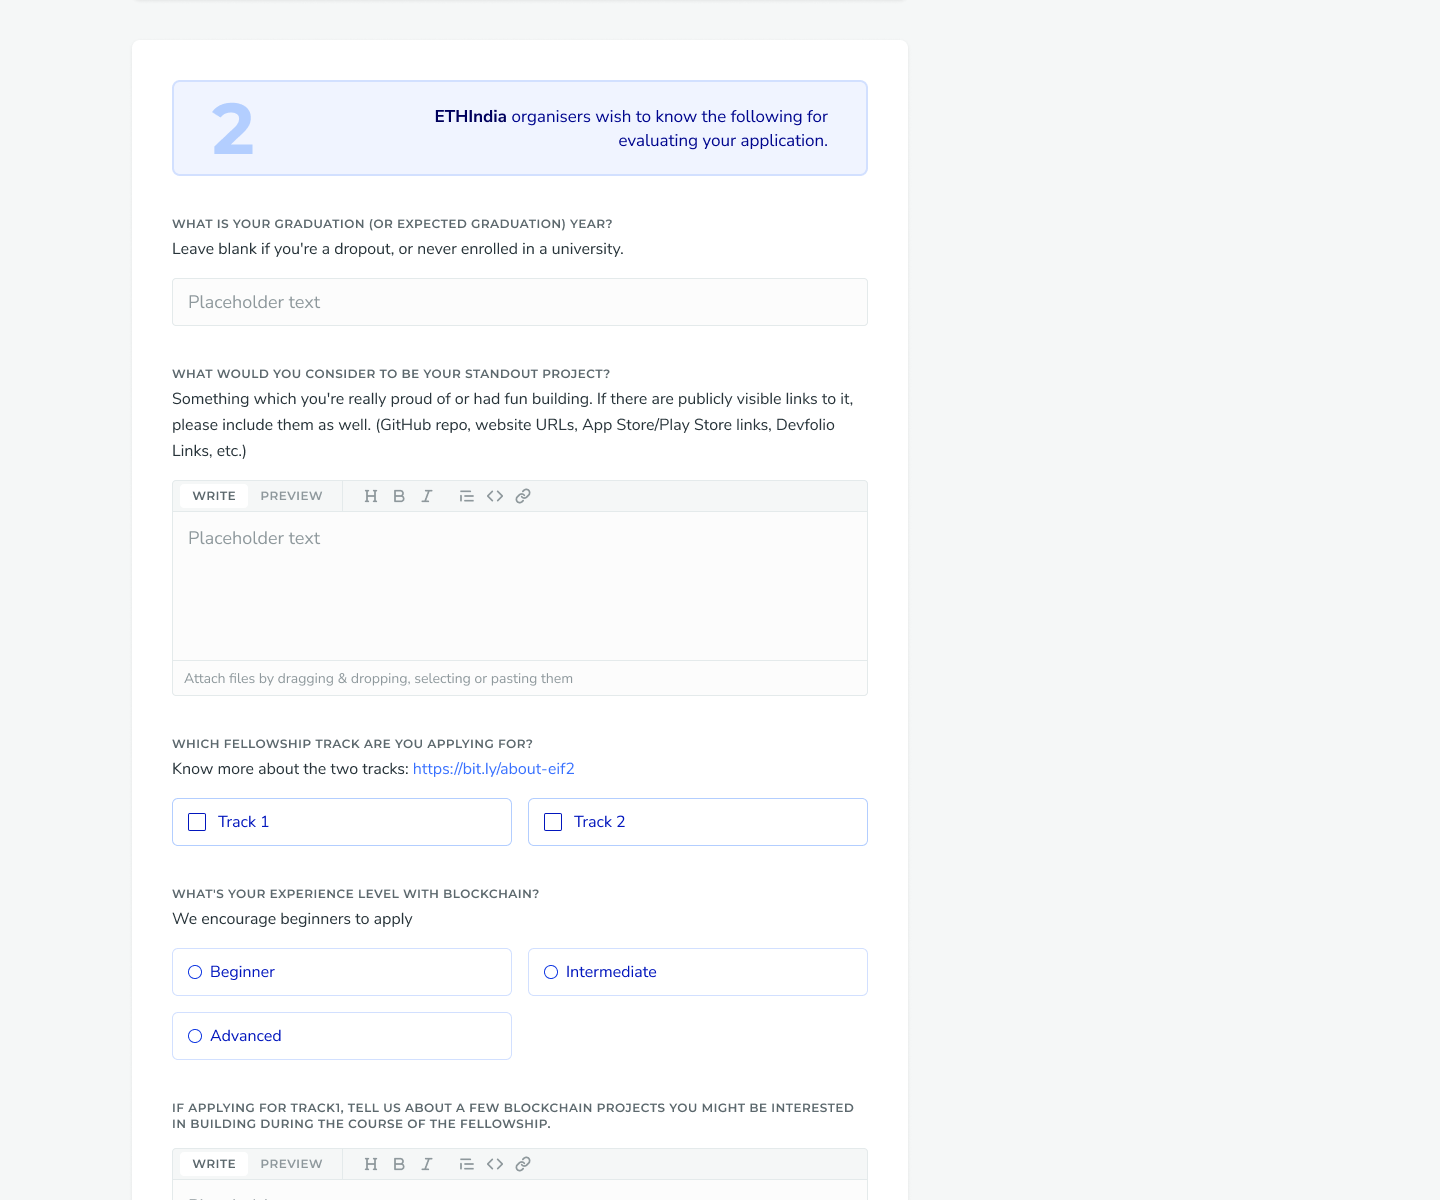 2
ETHIndia organisers wish to know the following for
evaluating your application.
WHAT IS YOUR GRADUATION (OR EXPECTED GRADUATION) YEAR?
Leave blank if you're a dropout, or never enrolled in a university.
Placeholder text
WHAT WOULD YOU CONSIDER TO BE YOUR STANDOUT PROJECT?
Something which you're really proud of or had fun building. If there are publicly visible links to it,
please include them as well. (GitHub repo, website URLs, App Store/Play Store links, Devfolio
Links, etc.)
WRITE PREVIEW H B I
Placeholder text
Attach files by dragging & dropping, selecting or pasting them
WHICH FELLOWSHIP TRACK ARE YOU APPLYING FOR?
Know more about the two tracks: https://bit.ly/about-eif2
Track 1 Track 2
WHAT'S YOUR EXPERIENCE LEVEL WITH BLOCKCHAIN?
We encourage beginners to apply
Beginner Intermediate
Advanced
IF APPLYING FOR TRACK1, TELL US ABOUT A FEW BLOCKCHAIN PROJECTS YOU MIGHT BE INTERESTED
IN BUILDING DURING THE COURSE OF THE FELLOWSHIP.
WRITE PREVIEW H B I